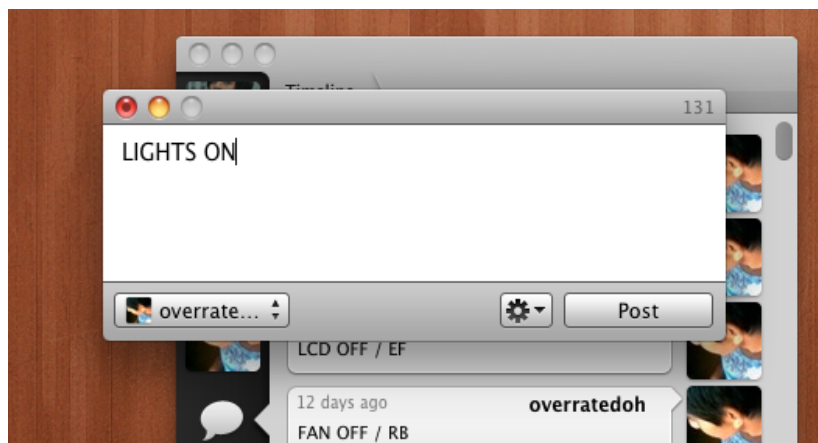 Timeline
131
LIGHTS ON
overrate...
Post
LCD OFF / EF
12 days ago
overratedoh
FAN OFF / RB